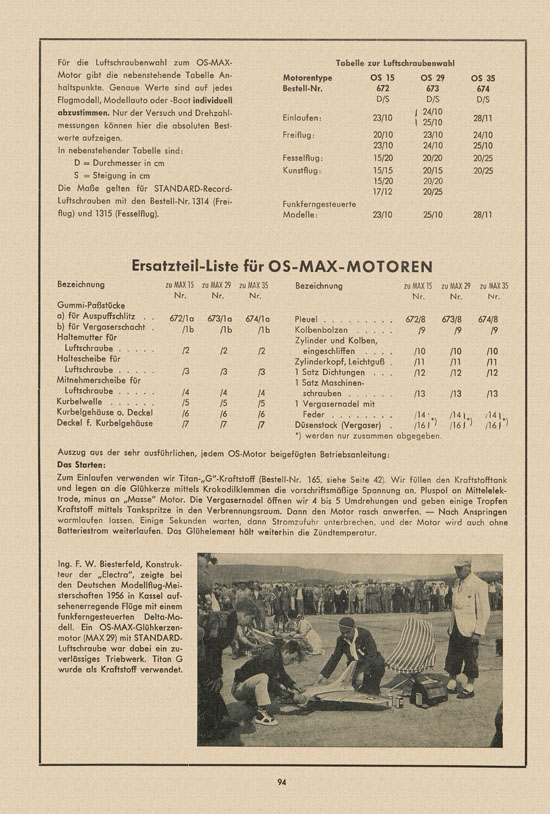 Für die Luftschraubenwahl zum OS-MAX-
Motor gibt die nebenstehende Tabelle An-
haltspunkte. Genaue Werte sind auf jedes
Flugmodell, Modellauto oder -Boot individuell
abzustimmen. Nur der Versuch und Drehzahl-
messungen können hier die absoluten Best-
werte aufzeigen.
In nebenstehender Tabelle sind:
D = Durchmesser in cm
S = Steigung in cm
Die Maße gelten für STANDARD-Record-
Luftschrauben mit den Bestell-Nr. 1314 (Frei-
flug) und 1315 (Fesselflug).
Tabelle zur Luftschraubenwahl
Motorentype OS 15 OS 29 OS 35
Bestell-Nr. 672 673 674
D/S D/S D/S
Einlaufen: 23/10 { 24/10 25/10 28/11
Freiflug: 20/10 23/10 24/10
23/10 24/10 25/10
Fesselflug: 15/20 20/20 20/25
Kunstflug: 15/15 20/15 20/25
15/20 20/20
17/12 20/25
Funkferngesteuerte
Modelle: 23/10 25/10 28/11
Ersatzteil-Liste für OS-MAX-MOTOREN
Bezeichnung zu MAX 15 zu MAX 29 zu MAX 35
Nr. Nr. Nr.
Gummi-Paßstücke
a) für Auspuffschlitz . . 672/1a 673/1a 674/1a
b) für Vergaserschacht . /1b /1b /1b
Haltemutter für
Luftschraube . . . . . /2 /2 /2
Haltescheibe für
Luftschraube . . . . . /3 /3 /3
Mitnehmerscheibe für
Luftschraube . . . . . /4 /4 /4
Kurbelwelle . . . . . /5 /5 /5
Kurbelgehäuse o. Deckel /6 /6 /6
Deckel f. Kurbelgehäuse /7 /7 /7
Bezeichnung zu MAX 15 zu MAX 29 zu MAX 35
Nr. Nr. Nr.
Pleuel . . . . . . . . . 672/8 673/8 674/8
Kolbenbolzen . . . . . /9 /9 /9
Zylinder und Kolben,
eingeschliffen . . . . /10 /10 /10
Zylinderkopf, Leichtguß . /11 /11 /11
1 Satz Dichtungen . . . /12 /12 /12
1 Satz Maschinen-
schrauben . . . . . /13 /13 /13
1 Vergasernadel mit
Feder . . . . . . . . /14 *) /14 *) /14 *)
Düsenstock (Vergaser) . /16 /16 /16
*) werden nur zusammen abgegeben.
Auszug aus der sehr ausführlichen, jedem OS-Motor beigefügten Betriebsanleitung:
Das Starten:
Zum Einlaufen verwenden wir Titan-„G“-Kraftstoff (Bestell-Nr. 165, siehe Seite 42). Wir füllen den Kraftstofftank
und legen an die Glühkerze mittels Krokodilklemmen die vorschriftsmäßige Spannung an. Pluspol an Mittelelek-
trode, minus an „Masse“ Motor. Die Vergasernadel öffnen wir 4 bis 5 Umdrehungen und geben einige Tropfen
Kraftstoff mittels Tankspritze in den Verbrennungsraum. Dann den Motor rasch anwerfen. — Nach Anspringen
warmlaufen lassen. Einige Sekunden warten, dann Stromzufuhr unterbrechen, und der Motor wird auch ohne
Batteriestrom weiterlaufen. Das Glühelement hält weiterhin die Zündtemperatur.
Ing. F. W. Biesterfeld, Konstruk-
teur der „Electra“, zeigte bei
den Deutschen Modellflug-Mei-
sterschaften 1956 in Kassel auf-
sehenerregende Flüge mit einem
funkferngesteuerten Delta-Mo-
dell. Ein OS-MAX-Glühkerzen-
motor (MAX 29) mit STANDARD-
Luftschraube war dabei ein zu-
verlässiges Triebwerk. Titan G
wurde als Kraftstoff verwendet.
94